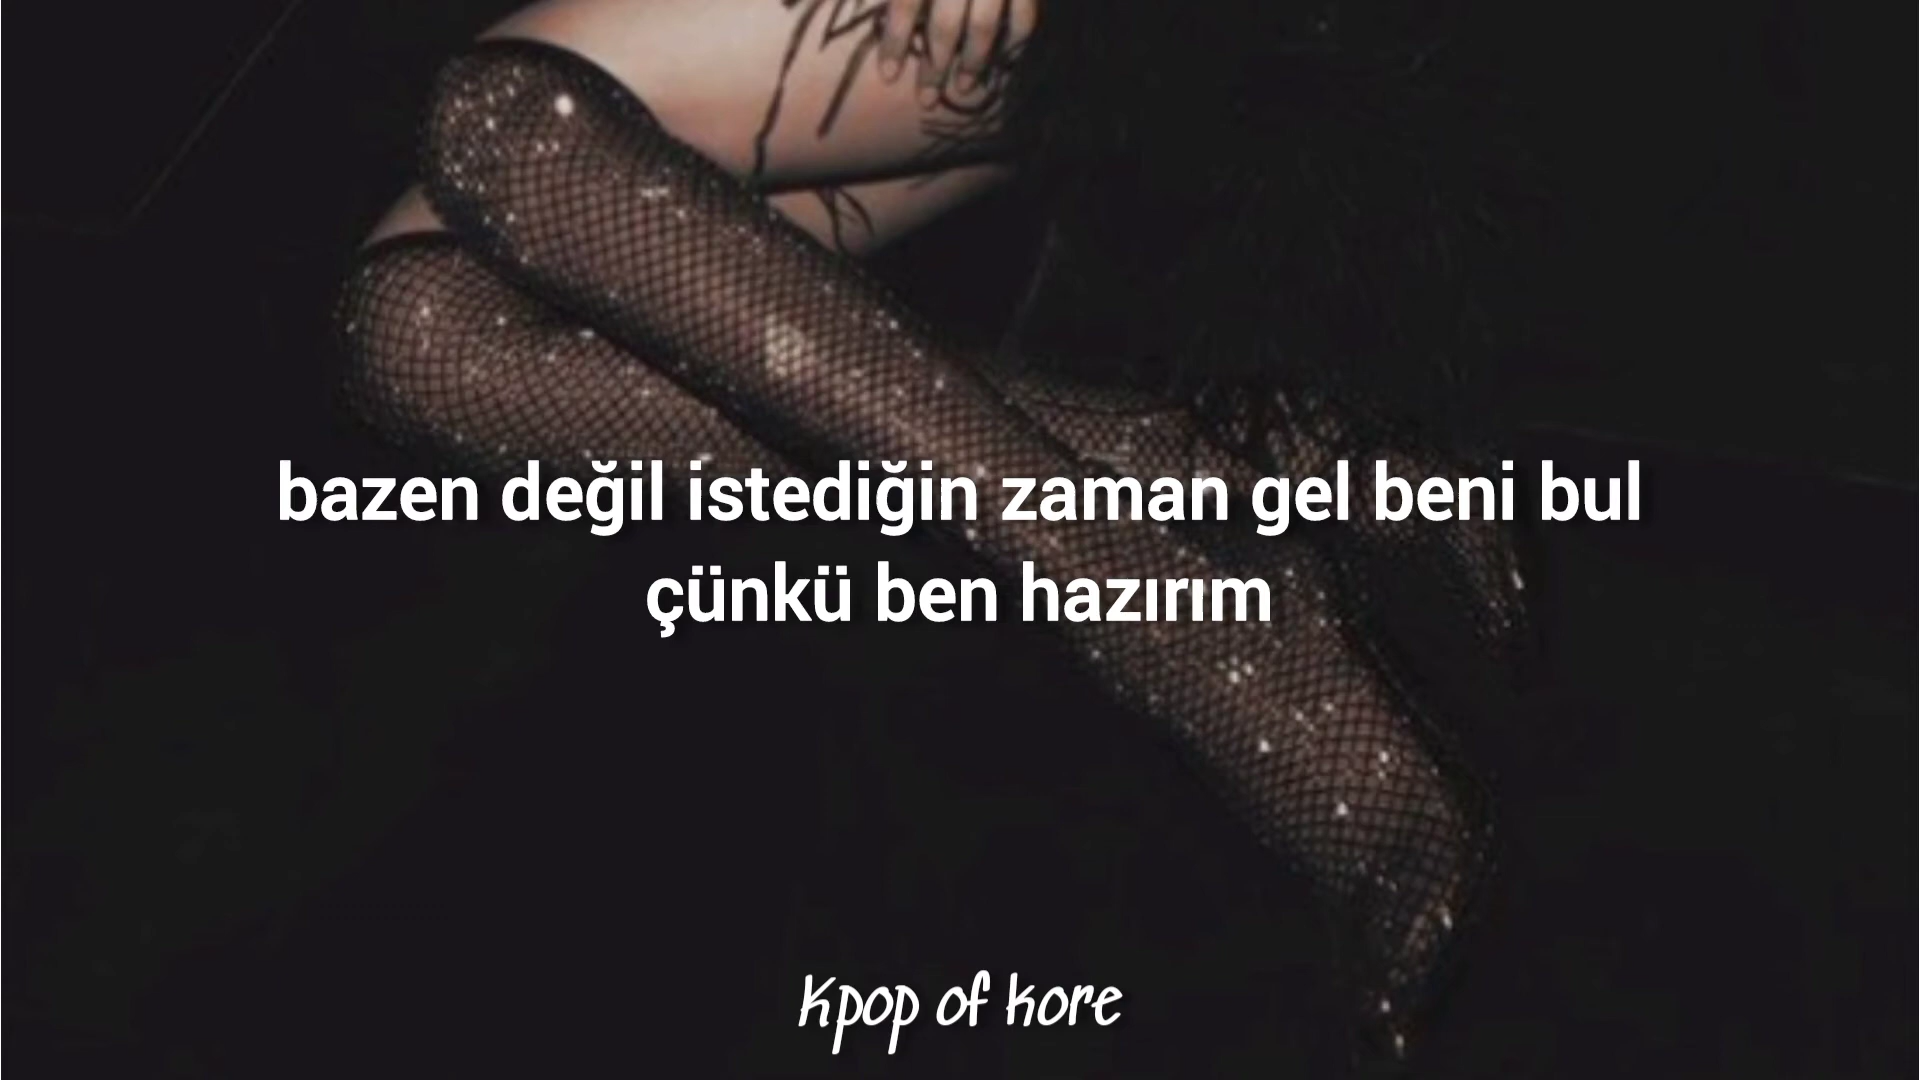 bazen değil istediğin zaman gel beni bul
çünkü ben hazırım
kpop of kore